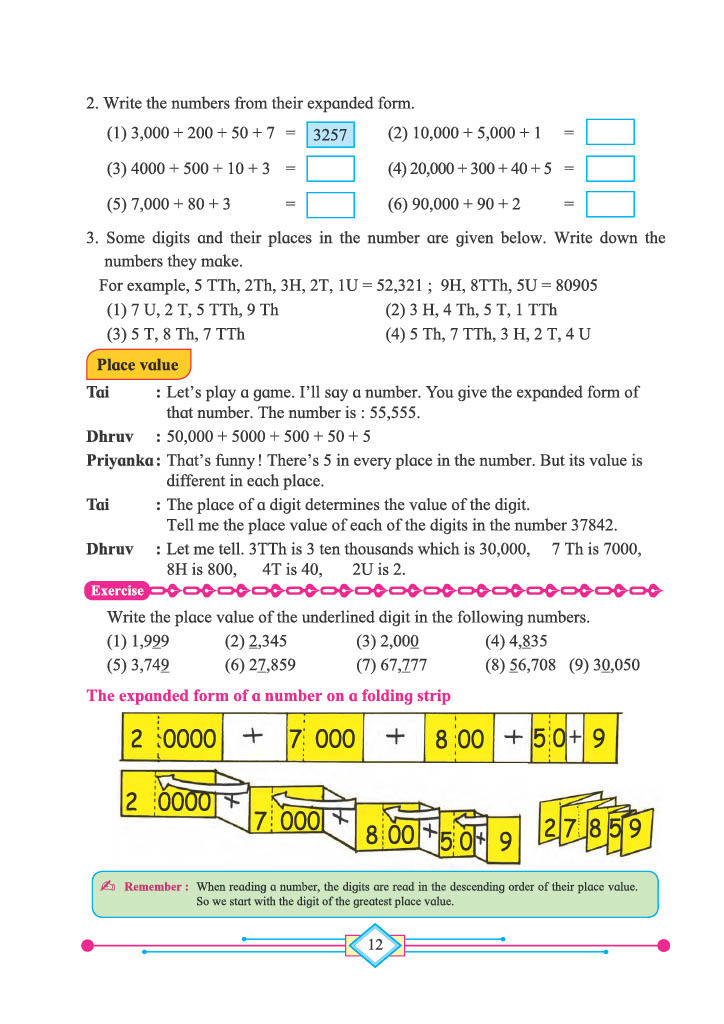 2. Write the numbers from their expanded form.
(1) 3,000 + 200 + 50 + 7 = 3257 (2) 10,000 + 5,000 + 1 =
(3) 4000 + 500 + 10 + 3 = (4) 20,000 + 300 + 40 + 5 =
(5) 7,000 + 80 + 3 = (6) 90,000 + 90 + 2 =
3. Some digits and their places in the number are given below. Write down the
numbers they make.
For example, 5 TTh, 2Th, 3H, 2T, 1U = 52,321 ; 9H, 8TTh, 5U = 80905
(1) 7 U, 2 T, 5 TTh, 9 Th (2) 3 H, 4 Th, 5 T, 1 TTh
(3) 5 T, 8 Th, 7 TTh (4) 5 Th, 7 TTh, 3 H, 2 T, 4 U
Place value
Tai : Let's play a game. I'll say a number. You give the expanded form of
that number. The number is : 55,555.
Dhruv : 50,000 + 5000 + 500 + 50 + 5
Priyanka : That's funny! There's 5 in every place in the number. But its value is
different in each place.
Tai : The place of a digit determines the value of the digit.
Tell me the place value of each of the digits in the number 37842.
Dhruv : Let me tell. 3TTh is 3 ten thousands which is 30,000, 7 Th is 7000,
8H is 800, 4T is 40, 2U is 2.
Exercise
Write the place value of the underlined digit in the following numbers.
(1) 1,999 (2) 2,345 (3) 2,000 (4) 4,835
(5) 3,749 (6) 27,859 (7) 67,777 (8) 56,708 (9) 30,050
The expanded form of a number on a folding strip
2 0000 + 7 000 + 8 00 + 5 0 + 9
2 0000 + 7 000 + 8 00 + 5 0 + 9 2 7 8 5 9
Remember : When reading a number, the digits are read in the descending order of their place value.
So we start with the digit of the greatest place value.
12